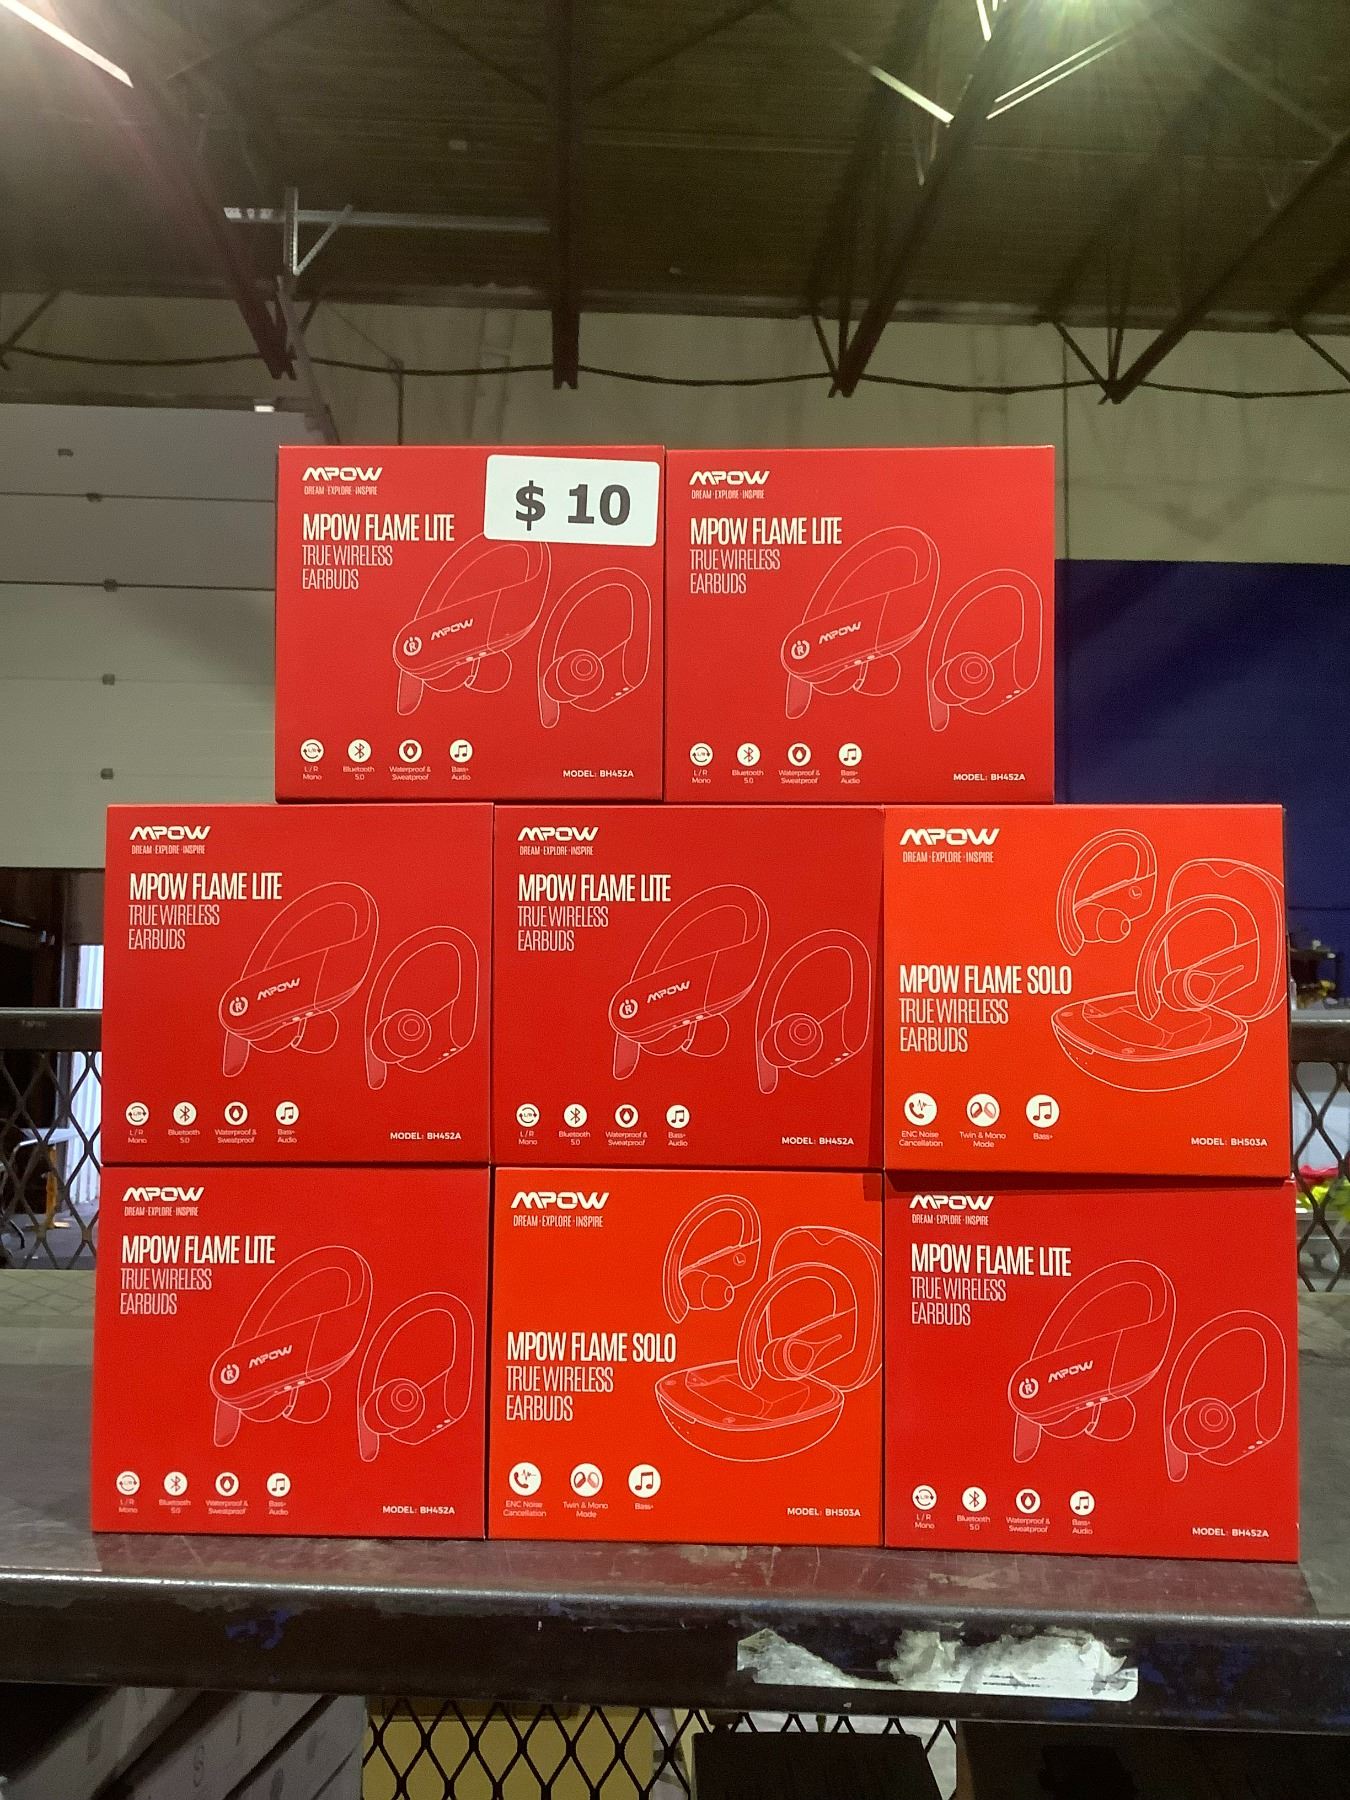 MPOW
DREAM · EXPLORE · INSPIRE
$ 10
MPOW FLAME LITE
TRUE WIRELESS
EARBUDS
R MPOW
L/R Mono
Bluetooth 5.0
Waterproof & Sweatproof
Bass+ Audio
MODEL: BH452A
MPOW
DREAM · EXPLORE · INSPIRE
MPOW FLAME LITE
TRUE WIRELESS
EARBUDS
R MPOW
L/R Mono
Bluetooth 5.0
Waterproof & Sweatproof
Bass+ Audio
MODEL: BH452A
MPOW
DREAM · EXPLORE · INSPIRE
MPOW FLAME LITE
TRUE WIRELESS
EARBUDS
R MPOW
L/R Mono
Bluetooth 5.0
Waterproof & Sweatproof
Bass+ Audio
MODEL: BH452A
MPOW
DREAM · EXPLORE · INSPIRE
MPOW FLAME LITE
TRUE WIRELESS
EARBUDS
R MPOW
L/R Mono
Bluetooth 5.0
Waterproof & Sweatproof
Bass+ Audio
MODEL: BH452A
MPOW
DREAM · EXPLORE · INSPIRE
L
MPOW FLAME SOLO
TRUE WIRELESS
EARBUDS
ENC Noise Cancellation
Twin & Mono Mode
Bass+
MODEL: BH503A
MPOW
DREAM · EXPLORE · INSPIRE
MPOW FLAME LITE
TRUE WIRELESS
EARBUDS
R MPOW
L/R Mono
Bluetooth 5.0
Waterproof & Sweatproof
Bass+ Audio
MODEL: BH452A
MPOW
DREAM · EXPLORE · INSPIRE
L
MPOW FLAME SOLO
TRUE WIRELESS
EARBUDS
ENC Noise Cancellation
Twin & Mono Mode
Bass+
MODEL: BH503A
MPOW
DREAM · EXPLORE · INSPIRE
MPOW FLAME LITE
TRUE WIRELESS
EARBUDS
R MPOW
L/R Mono
Bluetooth 5.0
Waterproof & Sweatproof
Bass+ Audio
MODEL: BH452A